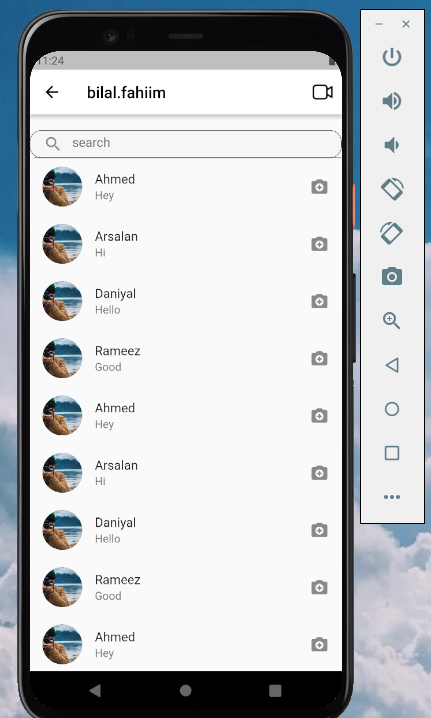 11:24
bilal.fahiim
search
Ahmed
Hey
Arsalan
Hi
Daniyal
Hello
Rameez
Good
Ahmed
Hey
Arsalan
Hi
Daniyal
Hello
Rameez
Good
Ahmed
Hey